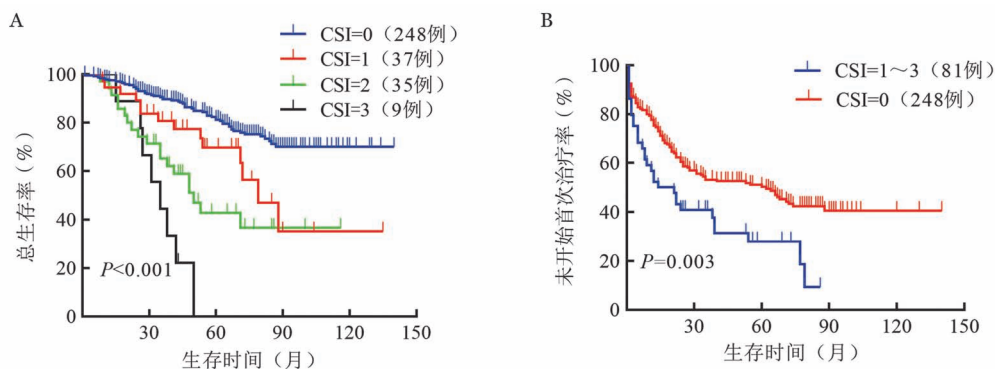 A
CSI=0（248例）
CSI=1（37例）
CSI=2（35例）
CSI=3（9例）
总生存率（%）
100
80
60
40
20
0
P<0.001
30 60 90 120 150
生存时间（月）
B
CSI=1～3（81例）
CSI=0（248例）
未开始首次治疗率（%）
100
80
60
40
20
0
P=0.003
30 60 90 120 150
生存时间（月）